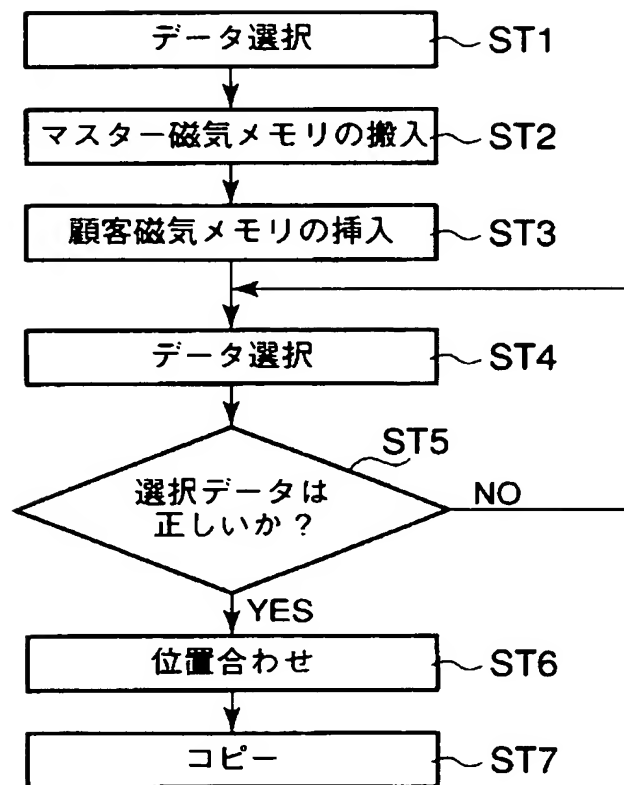 データ選択 ST1
マスター磁気メモリの搬入 ST2
顧客磁気メモリの挿入 ST3
データ選択 ST4
ST5
選択データは
正しいか？
NO
YES
位置合わせ ST6
コピー ST7